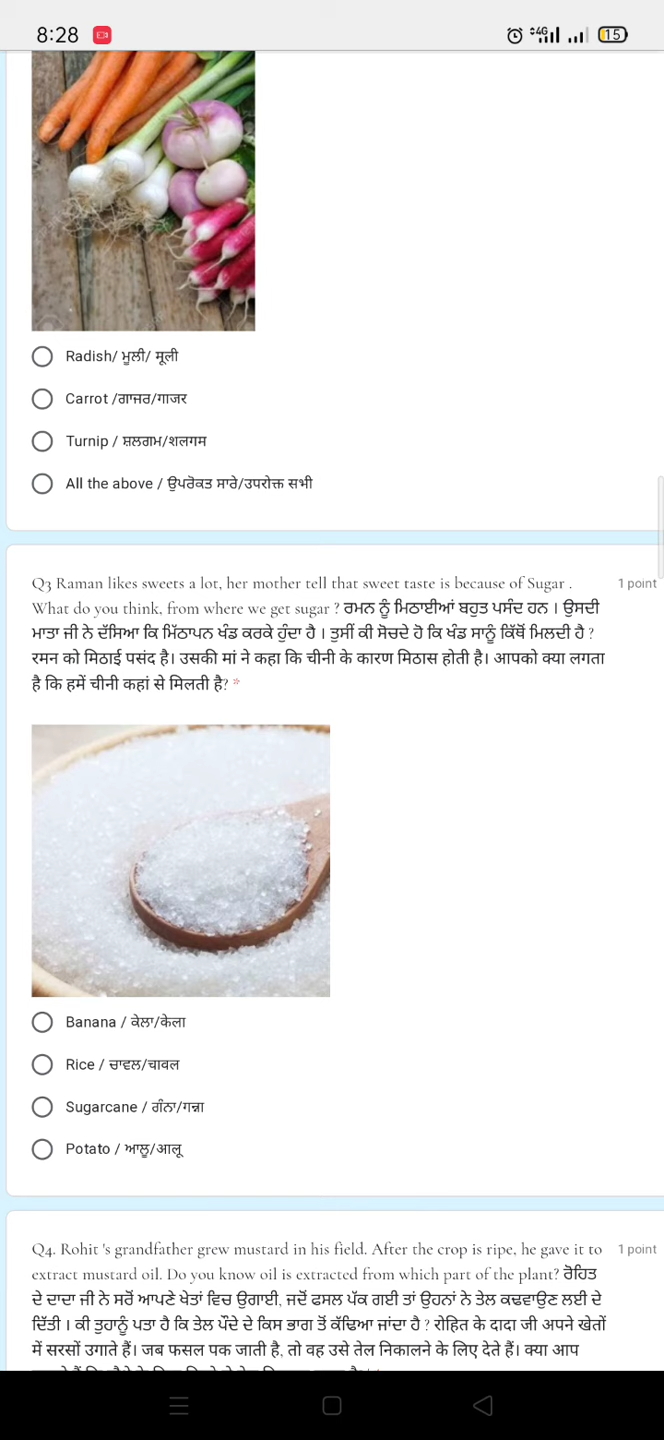 8:28
4G
15
Radish/ ਮੂਲੀ/ मूली
Carrot /ਗਾਜਰ/गाजर
Turnip / ਸ਼ਲਗਮ/शलगम
All the above / ਉਪਰੋਕਤ ਸਾਰੇ/उपरोक्त सभी
Q3 Raman likes sweets a lot, her mother tell that sweet taste is because of Sugar .
1 point
What do you think, from where we get sugar ? ਰਮਨ ਨੂੰ ਮਿਠਾਈਆਂ ਬਹੁਤ ਪਸੰਦ ਹਨ । ਉਸਦੀ
ਮਾਤਾ ਜੀ ਨੇ ਦੱਸਿਆ ਕਿ ਮਿੱਠਾਪਨ ਖੰਡ ਕਰਕੇ ਹੁੰਦਾ ਹੈ । ਤੁਸੀਂ ਕੀ ਸੋਚਦੇ ਹੋ ਕਿ ਖੰਡ ਸਾਨੂੰ ਕਿੱਥੋਂ ਮਿਲਦੀ ਹੈ ?
रमन को मिठाई पसंद है। उसकी मां ने कहा कि चीनी के कारण मिठास होती है। आपको क्या लगता
है कि हमें चीनी कहां से मिलती है? *
Banana / ਕੇਲਾ/केला
Rice / ਚਾਵਲ/चावल
Sugarcane / ਗੰਨਾ/गन्ना
Potato / ਆਲੂ/आलू
Q4. Rohit 's grandfather grew mustard in his field. After the crop is ripe, he gave it to
1 point
extract mustard oil. Do you know oil is extracted from which part of the plant? ਰੋਹਿਤ
ਦੇ ਦਾਦਾ ਜੀ ਨੇ ਸਰੋਂ ਆਪਣੇ ਖੇਤਾਂ ਵਿਚ ਉਗਾਈ, ਜਦੋਂ ਫਸਲ ਪੱਕ ਗਈ ਤਾਂ ਉਹਨਾਂ ਨੇ ਤੇਲ ਕਢਵਾਉਣ ਲਈ ਦੇ
ਦਿੱਤੀ । ਕੀ ਤੁਹਾਨੂੰ ਪਤਾ ਹੈ ਕਿ ਤੇਲ ਪੌਦੇ ਦੇ ਕਿਸ ਭਾਗ ਤੋਂ ਕੱਢਿਆ ਜਾਂਦਾ ਹੈ ? रोहित के दादा जी अपने खेतों
में सरसों उगाते हैं। जब फसल पक जाती है, तो वह उसे तेल निकालने के लिए देते हैं। क्या आप